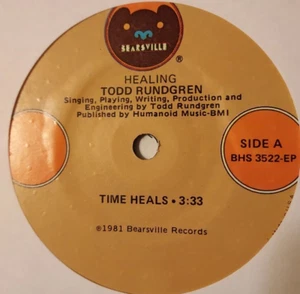 BEARSVILLE
®
HEALING
TODD RUNDGREN
Singing, Playing, Writing, Production and
Engineering by Todd Rundgren
Published by Humanoid Music-BMI
SIDE A
BHS 3522-EP
TIME HEALS • 3:33
℗1981 Bearsville Records